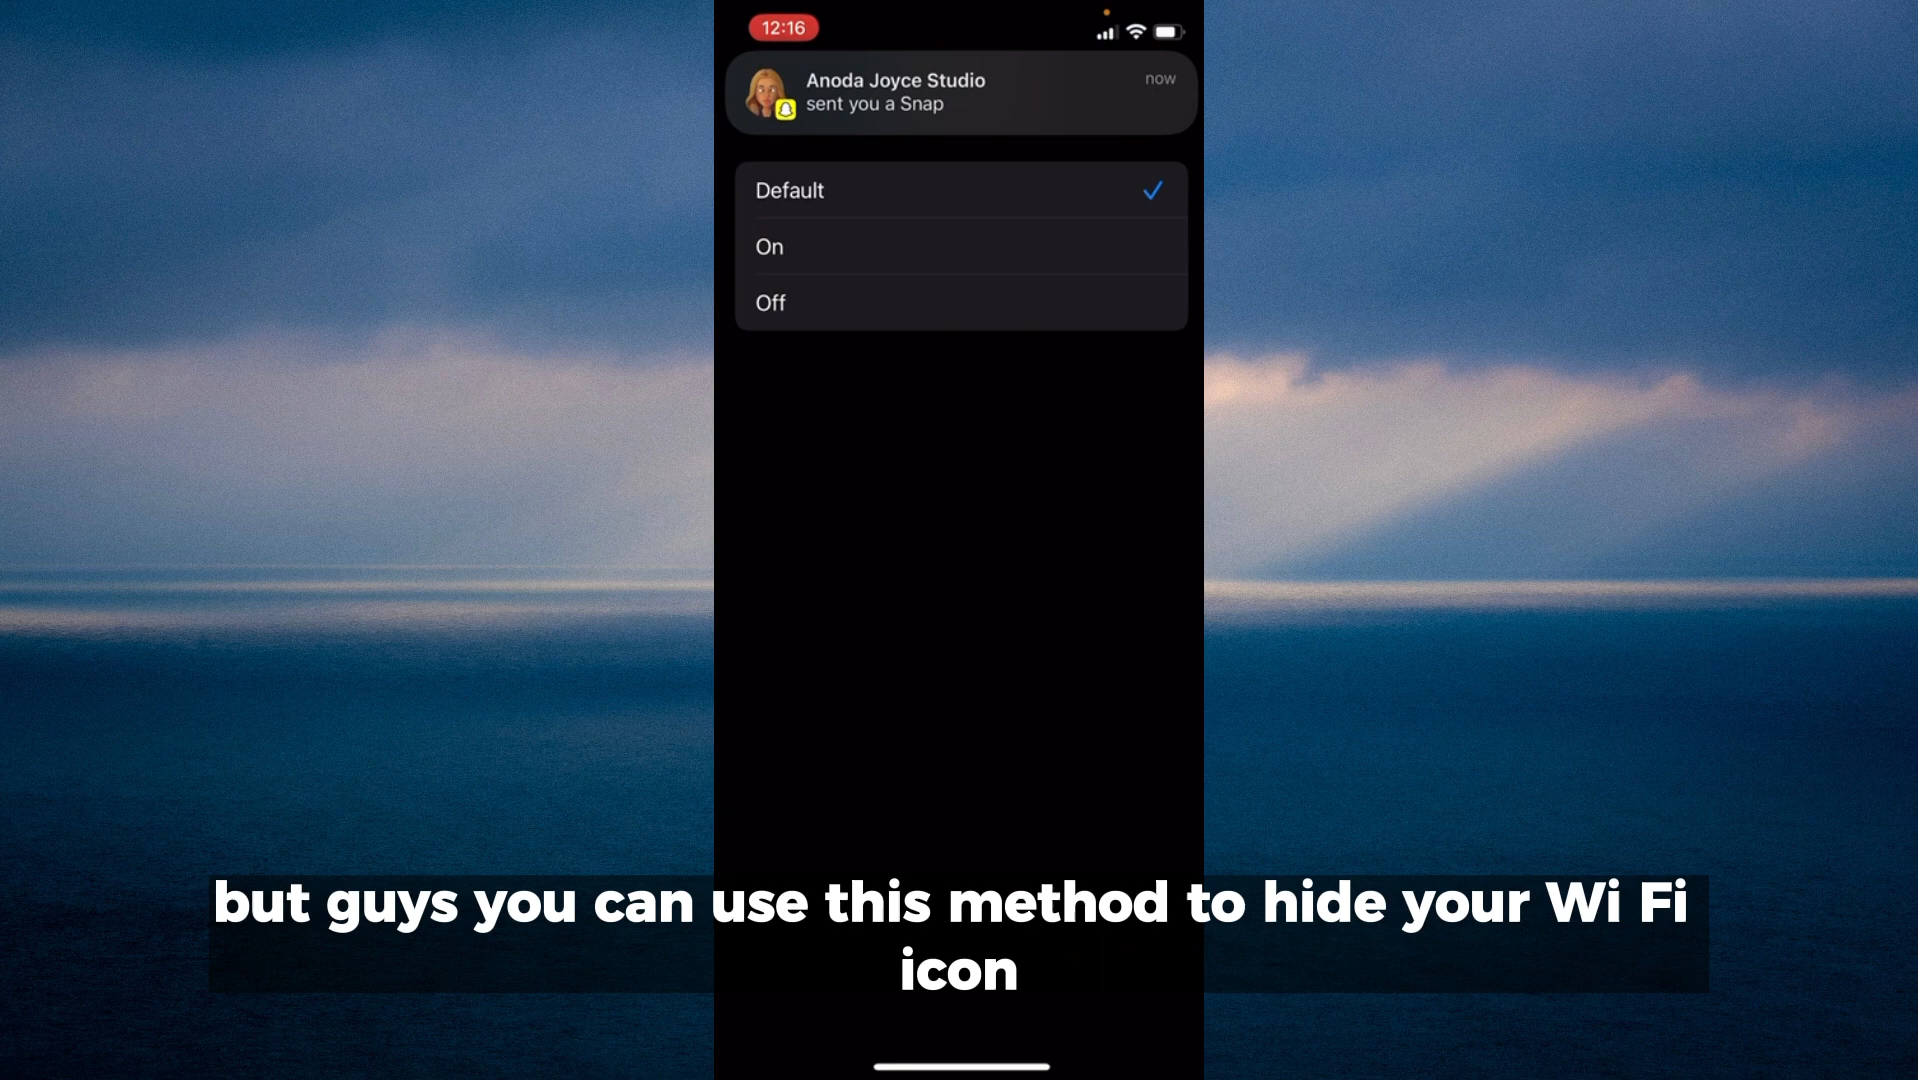 12:16
Anoda Joyce Studio
now
sent you a Snap
Default
On
Off
but guys you can use this method to hide your Wi Fi
icon